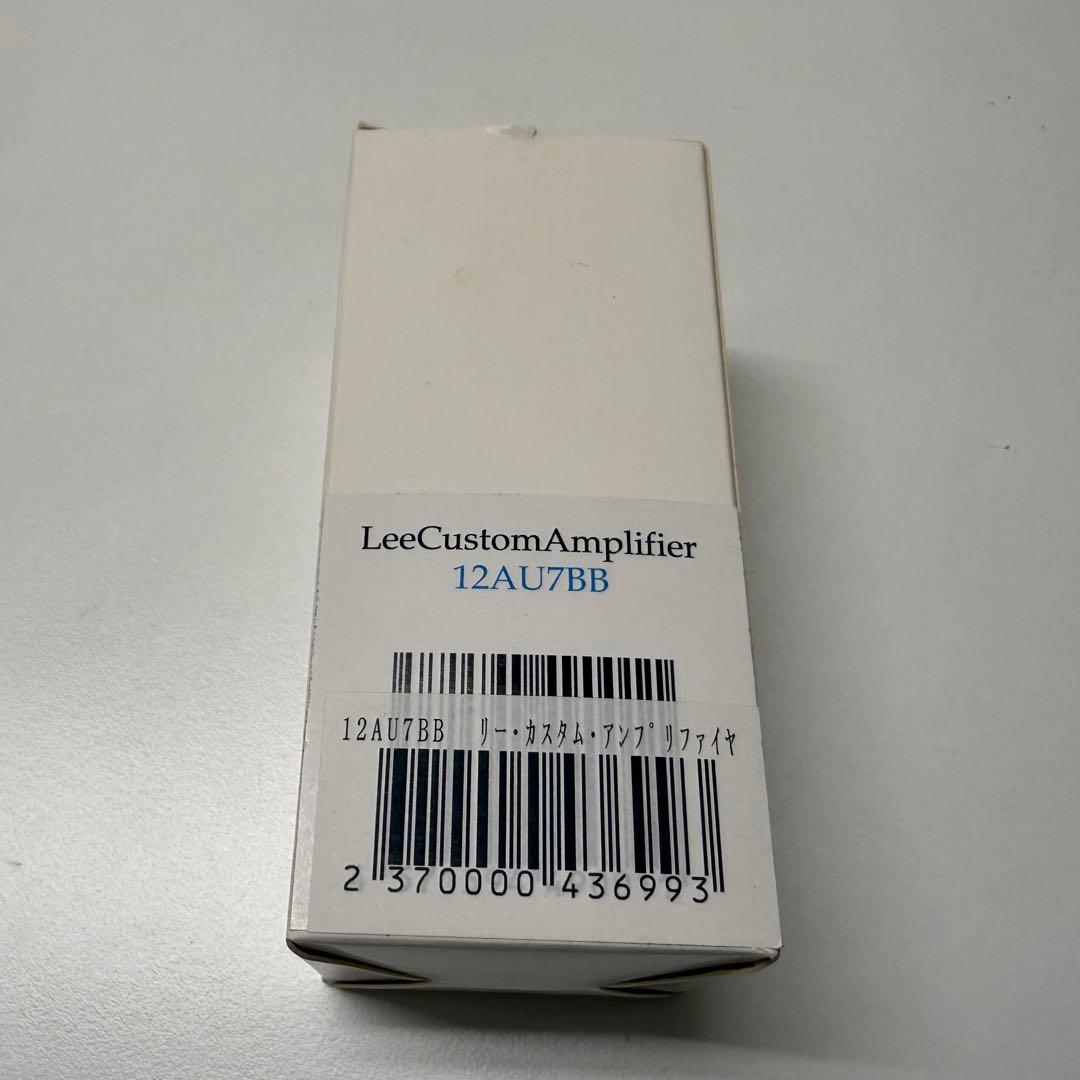 LeeCustomAmplifier
12AU7BB
12AU7BB リー・カスタム・アンプリファイヤ
2 370000 436993